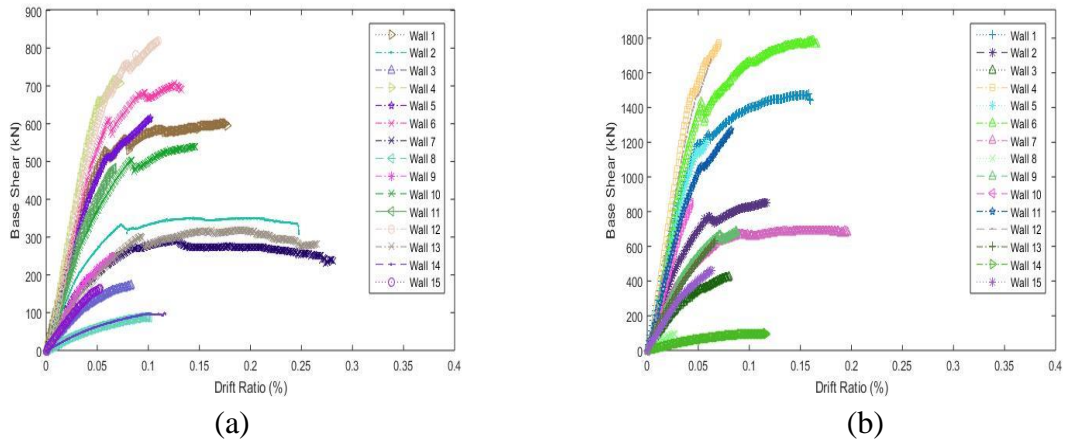 900
800
700
600
500
400
300
200
100
0
Base Shear (kN)
0 0.05 0.1 0.15 0.2 0.25 0.3 0.35 0.4
Drift Ratio (%)
Wall 1
Wall 2
Wall 3
Wall 4
Wall 5
Wall 6
Wall 7
Wall 8
Wall 9
Wall 10
Wall 11
Wall 12
Wall 13
Wall 14
Wall 15
(a)
1800
1600
1400
1200
1000
800
600
400
200
0
Base Shear (kN)
0 0.05 0.1 0.15 0.2 0.25 0.3 0.35 0.4
Drift Ratio (%)
Wall 1
Wall 2
Wall 3
Wall 4
Wall 5
Wall 6
Wall 7
Wall 8
Wall 9
Wall 10
Wall 11
Wall 12
Wall 13
Wall 14
Wall 15
(b)